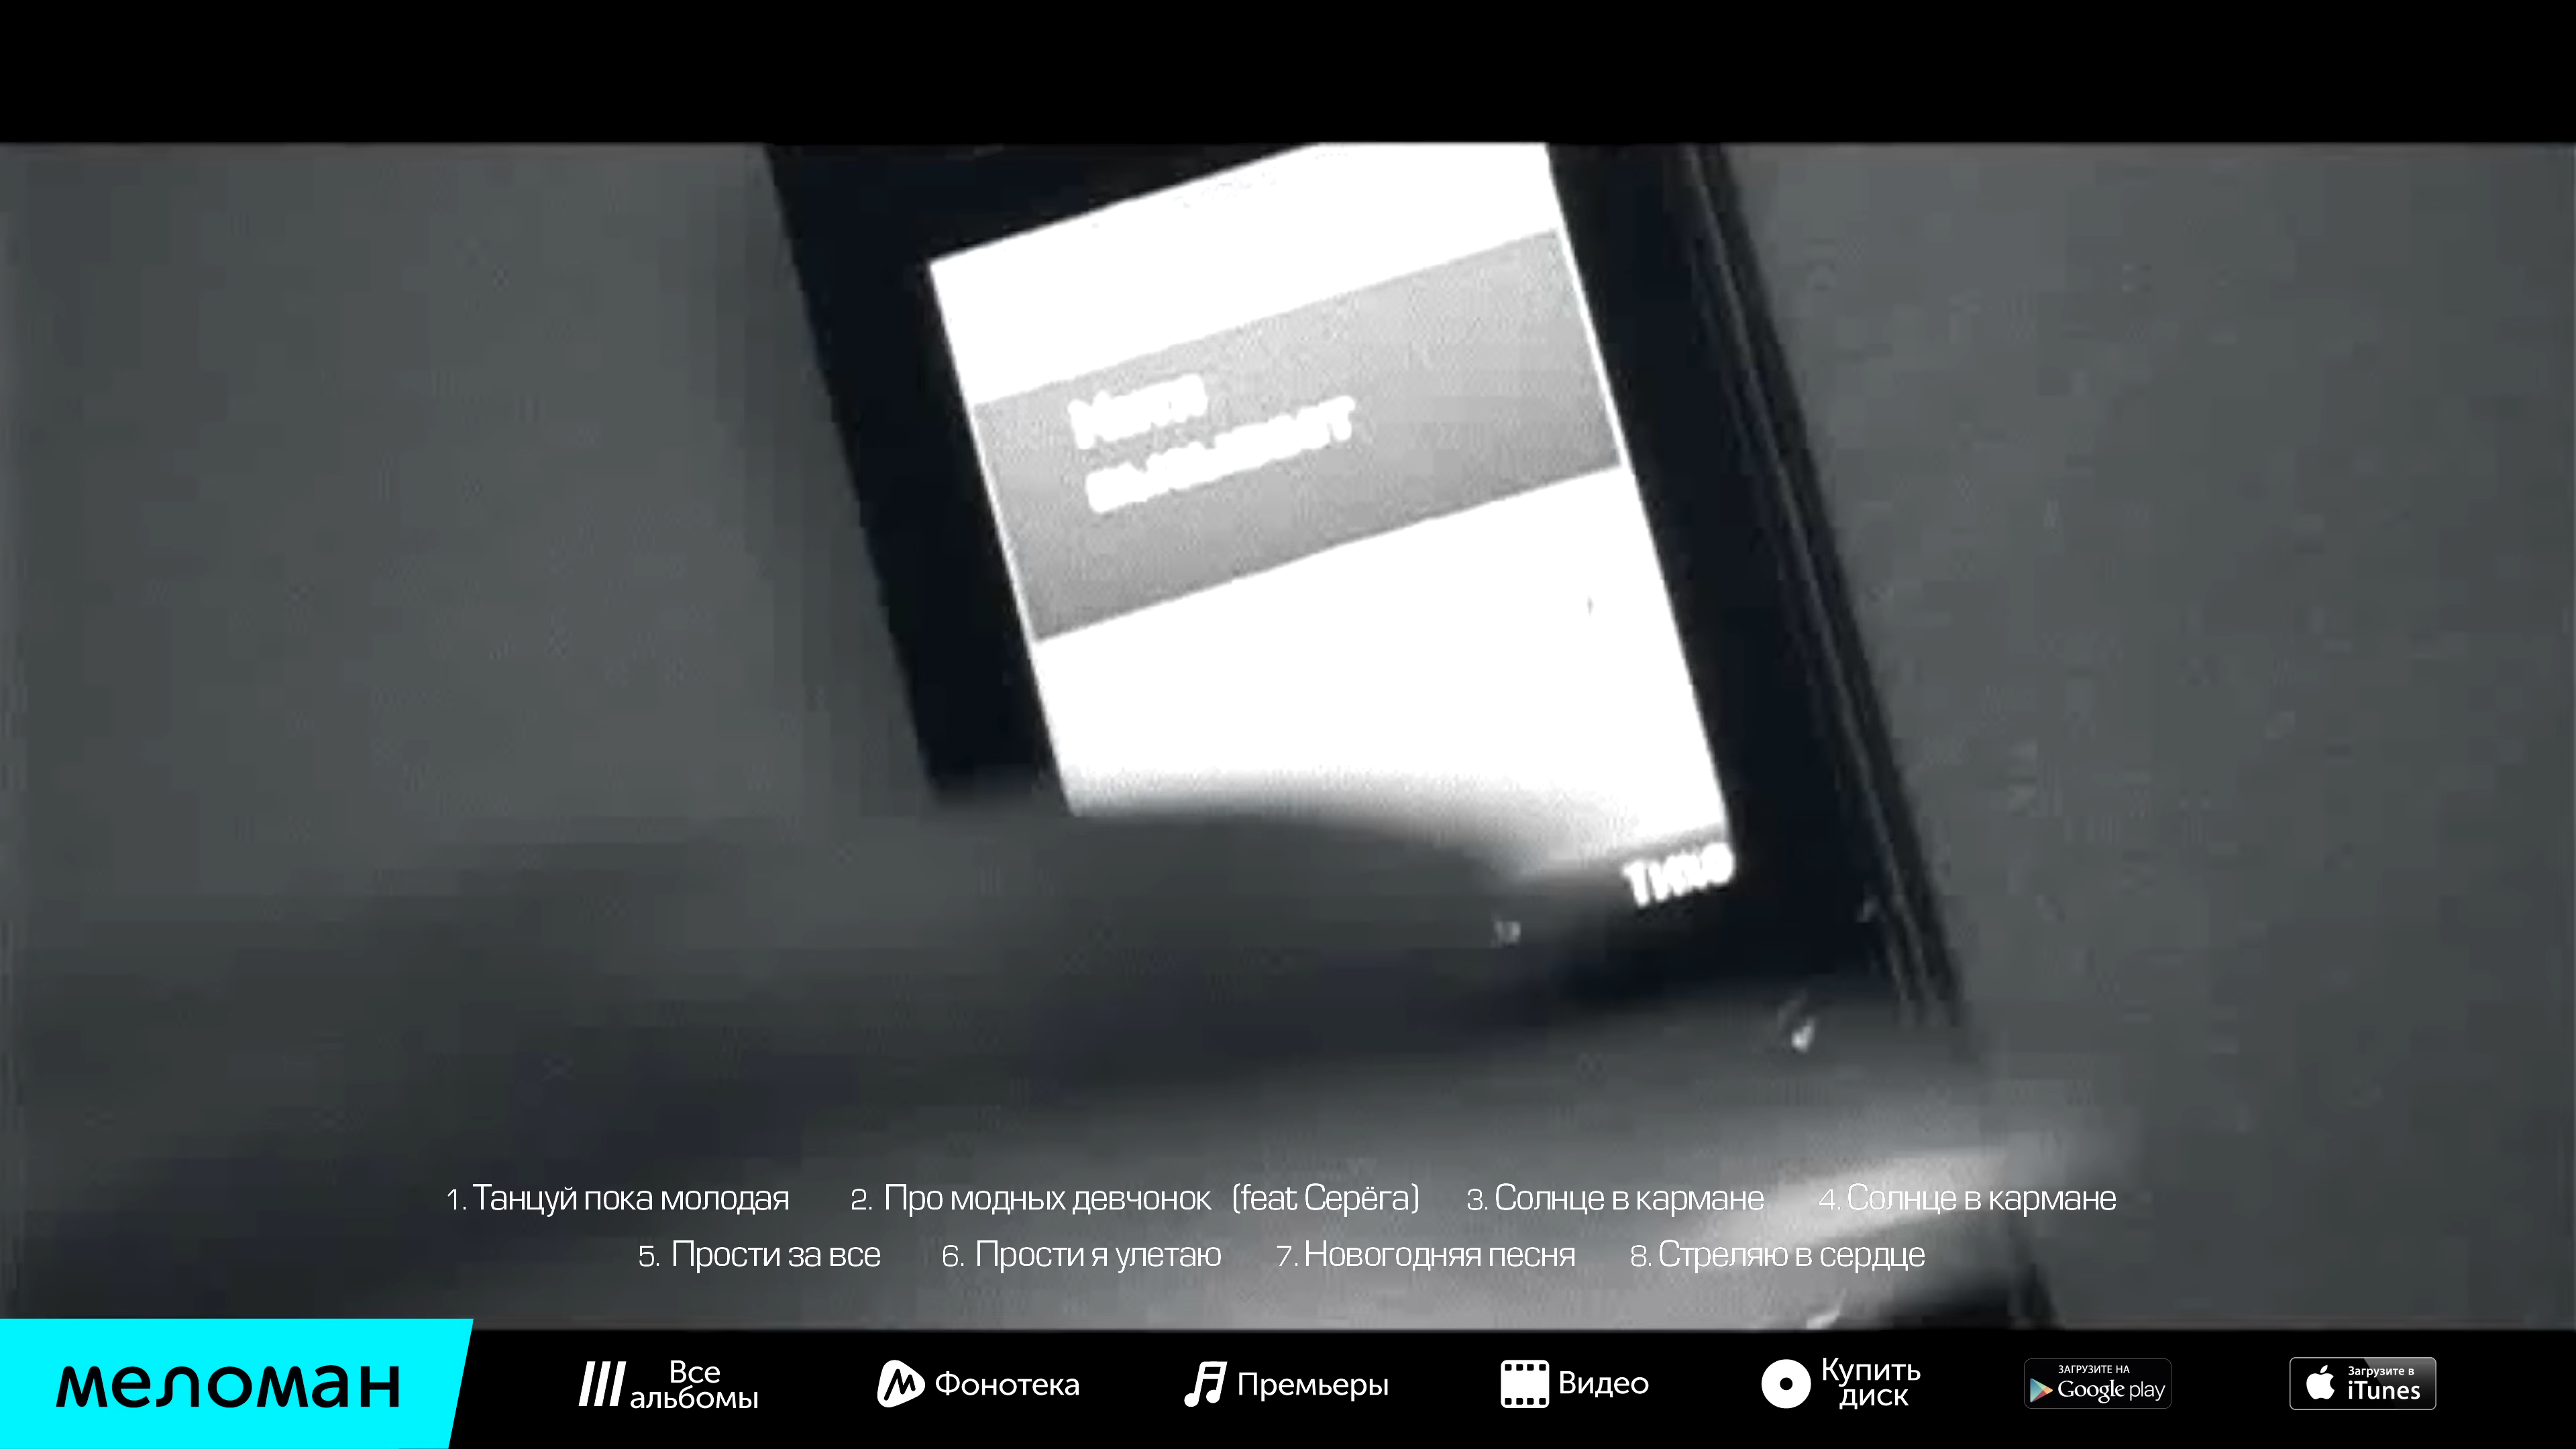 1. Танцуй пока молодая 2. Про модных девчонок (feat Серёга) 3. Солнце в кармане 4. Солнце в кармане
5. Прости за все 6. Прости я улетаю 7. Новогодняя песня 8. Стреляю в сердце
меломан
Все
альбомы
Фонотека
Премьеры
Видео
Купить
диск
ЗАГРУЗИТЕ НА
Google play
Загрузите в
iTunes